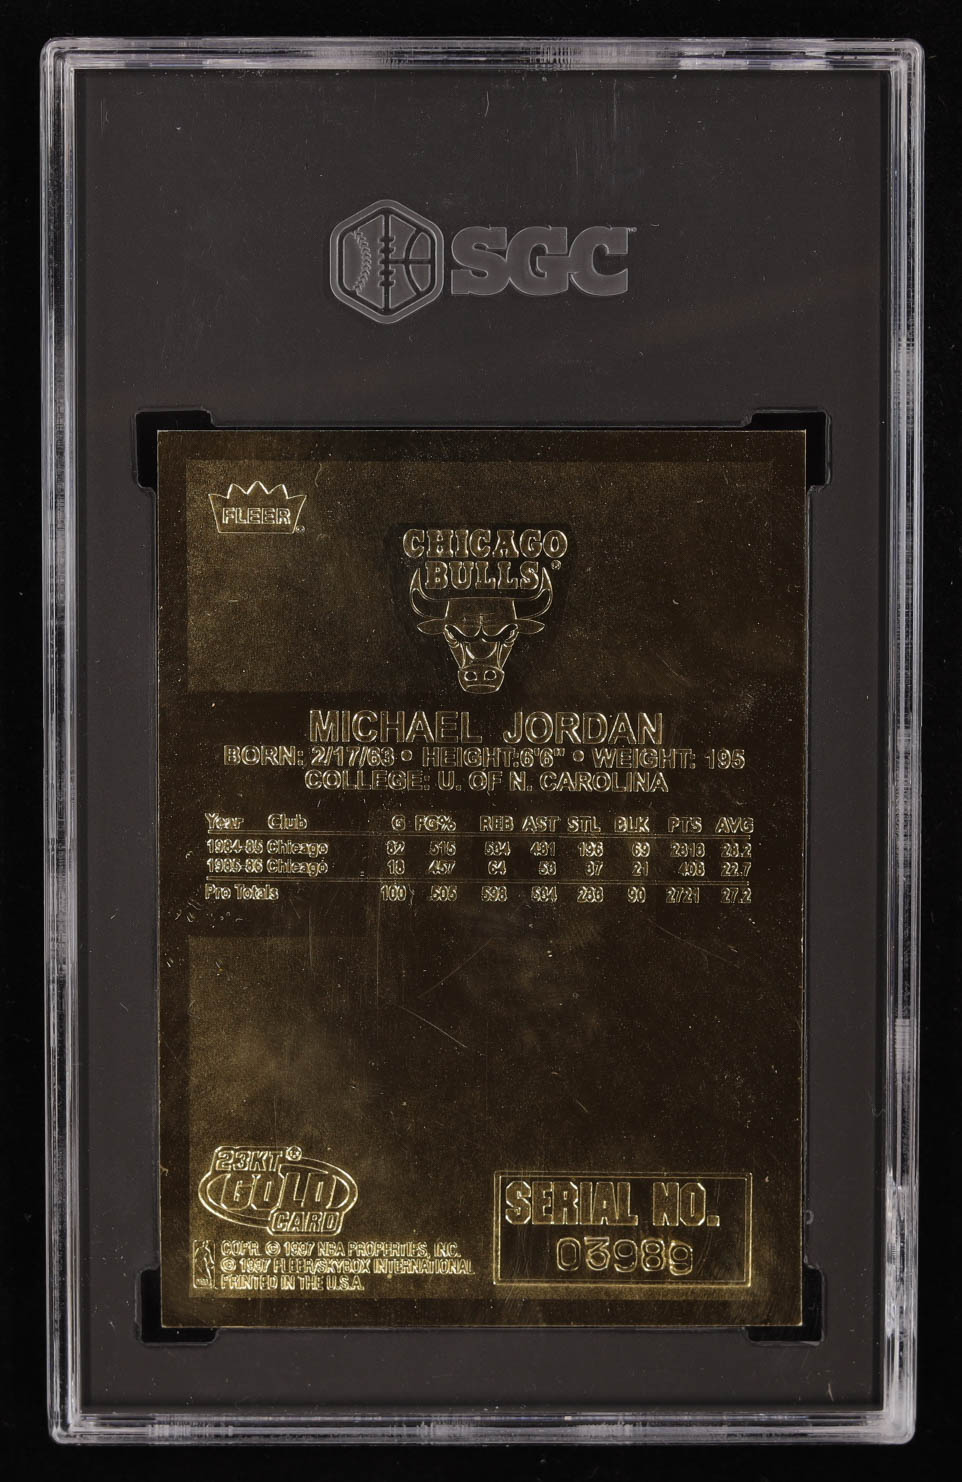 SGC
FLEER
CHICAGO
BULLS®
MICHAEL JORDAN
BORN: 2/17/63 • HEIGHT:6'6" • WEIGHT: 195
COLLEGE: U. OF N. CAROLINA
Year Club G FG% REB AST STL BLK PTS AVG
1984-85 Chicago 82 .515 534 481 196 69 2313 28.2
1985-86 Chicago 18 .457 64 53 37 21 408 22.7
Pro Totals 100 .505 598 534 233 90 2721 27.2
23KT®
GOLD
CARD
COPR. © 1997 NBA PROPERTIES, INC.
© 1997 FLEER/SKYBOX INTERNATIONAL
PRINTED IN THE U.S.A.
SERIAL NO.
03989